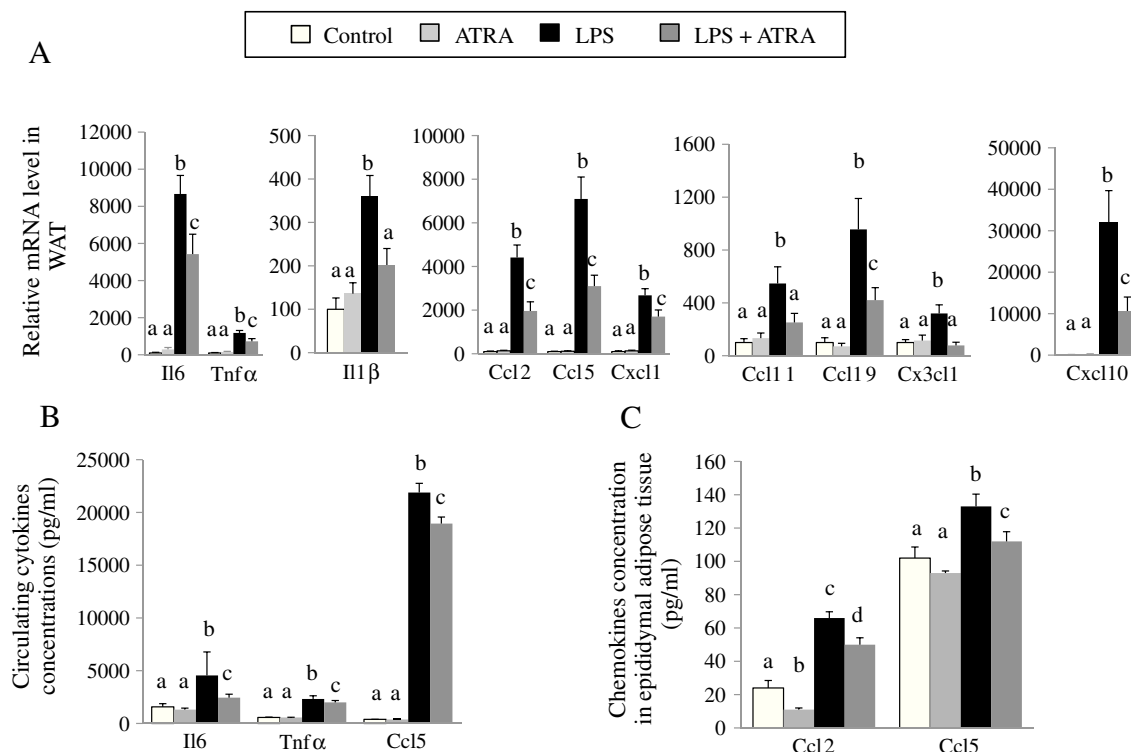 Control ATRA LPS LPS + ATRA
A
Relative mRNA level in
WAT
12000
10000
8000
6000
4000
2000
0
b
c
a a
b
a a
c
Il6 Tnfα
500
400
300
200
100
0
b
a
a a
Il1β
10000
8000
6000
4000
2000
0
b
b
c
b
c
c
a a a a a a
Ccl2 Ccl5 Cxcl1
1600
1200
800
400
0
b
b
c
b
a
a a a a a a a
Ccl11 Ccl19 Cx3cl1
50000
40000
30000
20000
10000
0
b
c
a a
Cxcl10
B
Circulating cytokines
concentrations (pg/ml)
25000
20000
15000
10000
5000
0
b
c
b
a a c
b
a a c
a a
Il6 Tnfα Ccl5
C
Chemokines concentration
in epididymal adipose tissue
(pg/ml)
160
140
120
100
80
60
40
20
0
b
a a
c
c
d
a
b
Ccl2 Ccl5